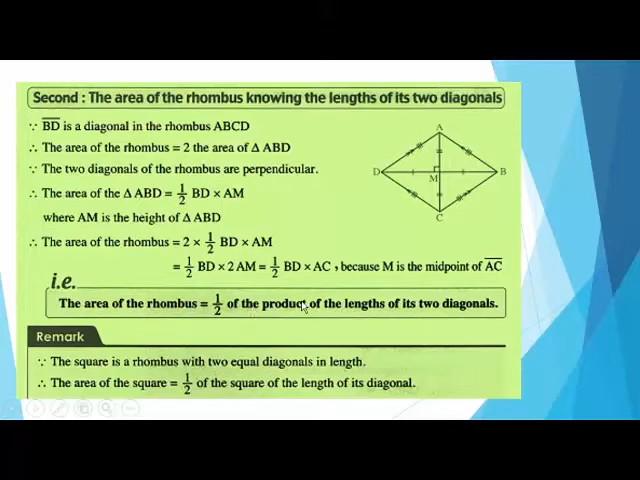 Second : The area of the rhombus knowing the lengths of its two diagonals
∵ BD is a diagonal in the rhombus ABCD
∴ The area of the rhombus = 2 the area of Δ ABD
∵ The two diagonals of the rhombus are perpendicular.
∴ The area of the Δ ABD = 1/2 BD × AM
where AM is the height of Δ ABD
∴ The area of the rhombus = 2 × 1/2 BD × AM
= 1/2 BD × 2 AM = 1/2 BD × AC , because M is the midpoint of AC
i.e.
The area of the rhombus = 1/2 of the product of the lengths of its two diagonals.
Remark
∵ The square is a rhombus with two equal diagonals in length.
∴ The area of the square = 1/2 of the square of the length of its diagonal.
A
D
M
B
C